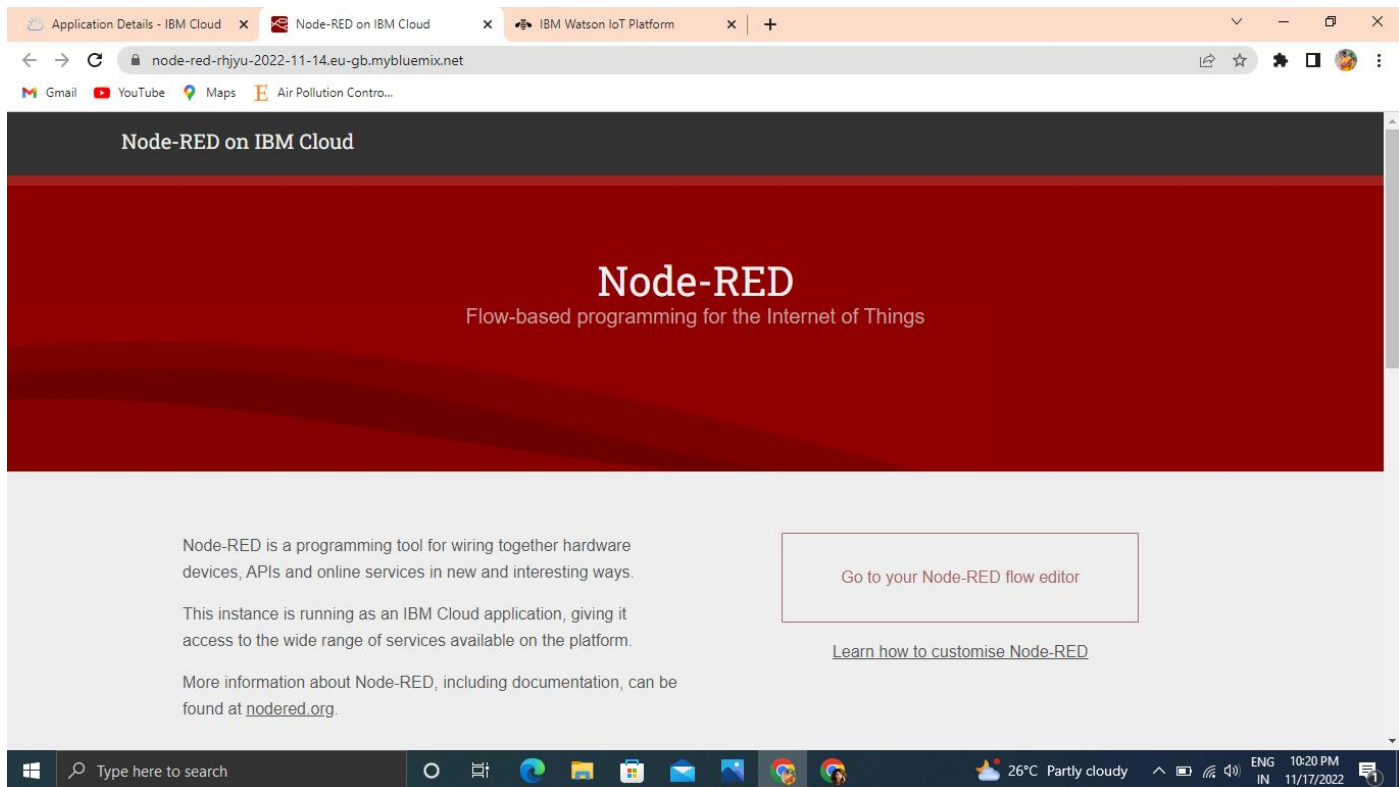 Application Details - IBM Cloud
Node-RED on IBM Cloud
IBM Watson IoT Platform
node-red-rhjyu-2022-11-14.eu-gb.mybluemix.net
Gmail
YouTube
Maps
E Air Pollution Contro...
Node-RED on IBM Cloud
Node-RED
Flow-based programming for the Internet of Things
Node-RED is a programming tool for wiring together hardware
devices, APIs and online services in new and interesting ways.
This instance is running as an IBM Cloud application, giving it
access to the wide range of services available on the platform.
More information about Node-RED, including documentation, can be
found at nodered.org.
Go to your Node-RED flow editor
Learn how to customise Node-RED
Type here to search
26°C Partly cloudy
ENG
IN
10:20 PM
11/17/2022
1